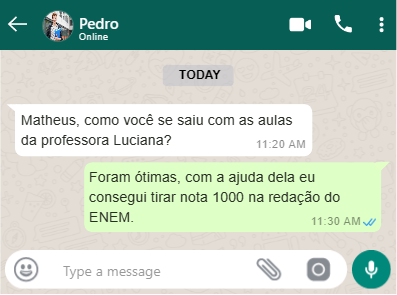 Pedro
Online
TODAY
Matheus, como você se saiu com as aulas
da professora Luciana?
11:20 AM
Foram ótimas, com a ajuda dela eu
consegui tirar nota 1000 na redação do
ENEM.
11:30 AM
Type a message